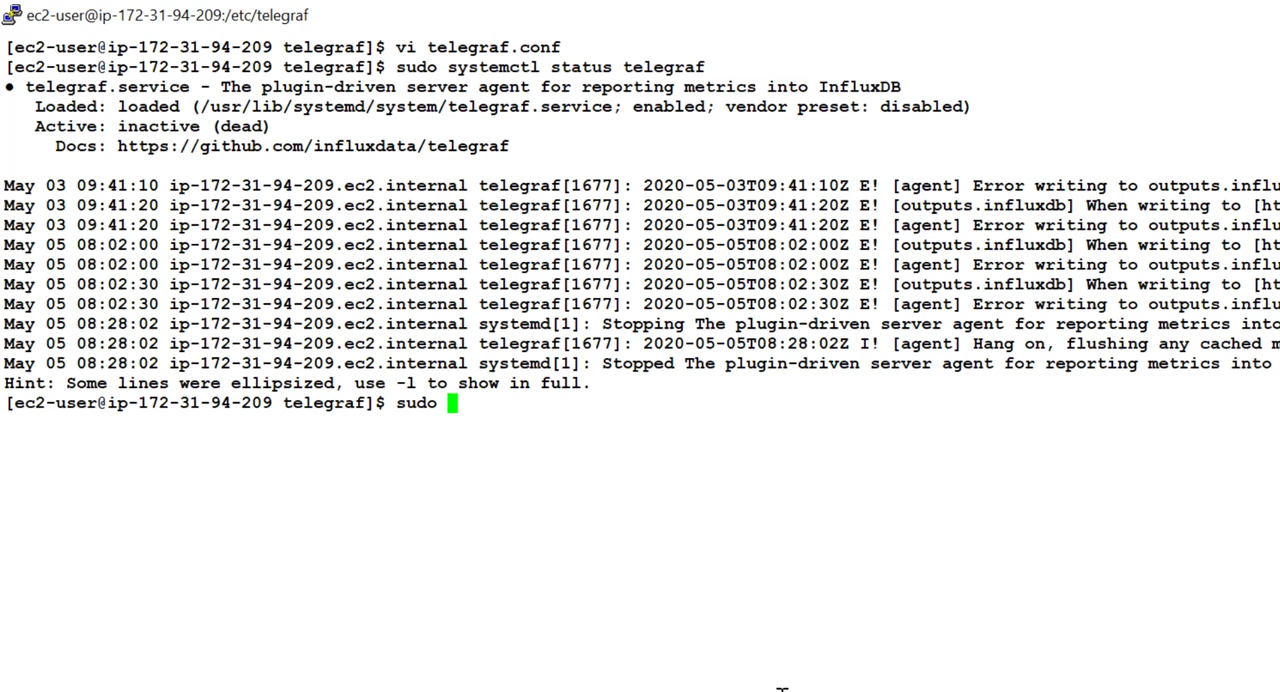 ec2-user@ip-172-31-94-209:/etc/telegraf
[ec2-user@ip-172-31-94-209 telegraf]$ vi telegraf.conf
[ec2-user@ip-172-31-94-209 telegraf]$ sudo systemctl status telegraf
● telegraf.service - The plugin-driven server agent for reporting metrics into InfluxDB
   Loaded: loaded (/usr/lib/systemd/system/telegraf.service; enabled; vendor preset: disabled)
   Active: inactive (dead)
     Docs: https://github.com/influxdata/telegraf
May 03 09:41:10 ip-172-31-94-209.ec2.internal telegraf[1677]: 2020-05-03T09:41:10Z E! [agent] Error writing to outputs.influ
May 03 09:41:20 ip-172-31-94-209.ec2.internal telegraf[1677]: 2020-05-03T09:41:20Z E! [outputs.influxdb] When writing to [ht
May 03 09:41:20 ip-172-31-94-209.ec2.internal telegraf[1677]: 2020-05-03T09:41:20Z E! [agent] Error writing to outputs.influ
May 05 08:02:00 ip-172-31-94-209.ec2.internal telegraf[1677]: 2020-05-05T08:02:00Z E! [outputs.influxdb] When writing to [ht
May 05 08:02:00 ip-172-31-94-209.ec2.internal telegraf[1677]: 2020-05-05T08:02:00Z E! [agent] Error writing to outputs.influ
May 05 08:02:30 ip-172-31-94-209.ec2.internal telegraf[1677]: 2020-05-05T08:02:30Z E! [outputs.influxdb] When writing to [ht
May 05 08:02:30 ip-172-31-94-209.ec2.internal telegraf[1677]: 2020-05-05T08:02:30Z E! [agent] Error writing to outputs.influ
May 05 08:28:02 ip-172-31-94-209.ec2.internal systemd[1]: Stopping The plugin-driven server agent for reporting metrics into
May 05 08:28:02 ip-172-31-94-209.ec2.internal telegraf[1677]: 2020-05-05T08:28:02Z I! [agent] Hang on, flushing any cached m
May 05 08:28:02 ip-172-31-94-209.ec2.internal systemd[1]: Stopped The plugin-driven server agent for reporting metrics into
Hint: Some lines were ellipsized, use -l to show in full.
[ec2-user@ip-172-31-94-209 telegraf]$ sudo